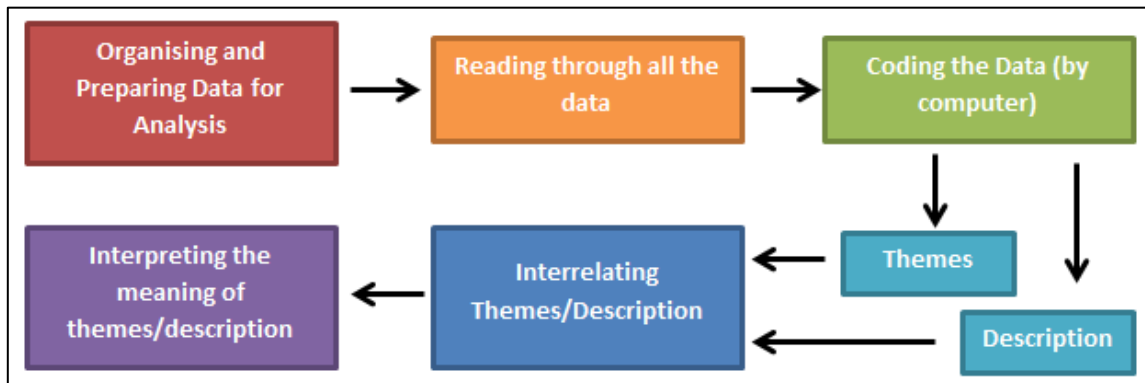 Organising and
Preparing Data for
Analysis
Reading through all the
data
Coding the Data (by
computer)
Themes
Description
Interrelating
Themes/Description
Interpreting the
meaning of
themes/description